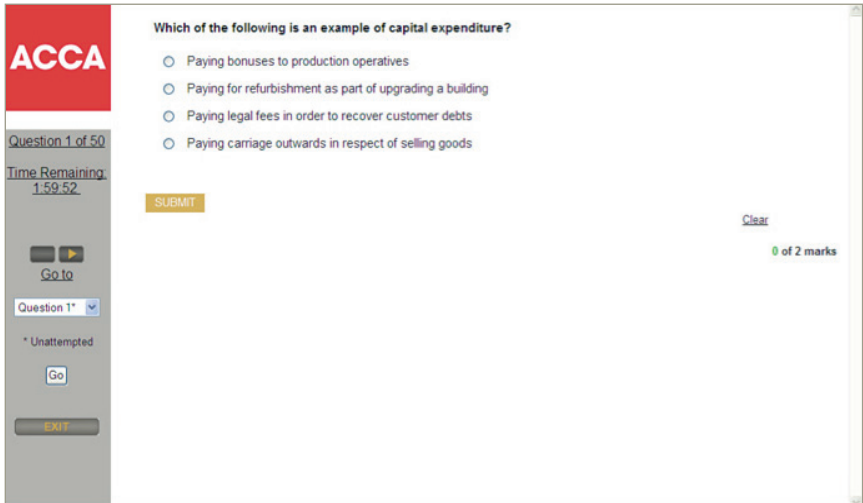 ACCA
Question 1 of 50
Time Remaining:
1:59:52
Go to
Question 1*
* Unattempted
Go
EXIT
Which of the following is an example of capital expenditure?
Paying bonuses to production operatives
Paying for refurbishment as part of upgrading a building
Paying legal fees in order to recover customer debts
Paying carriage outwards in respect of selling goods
SUBMIT
Clear
0 of 2 marks